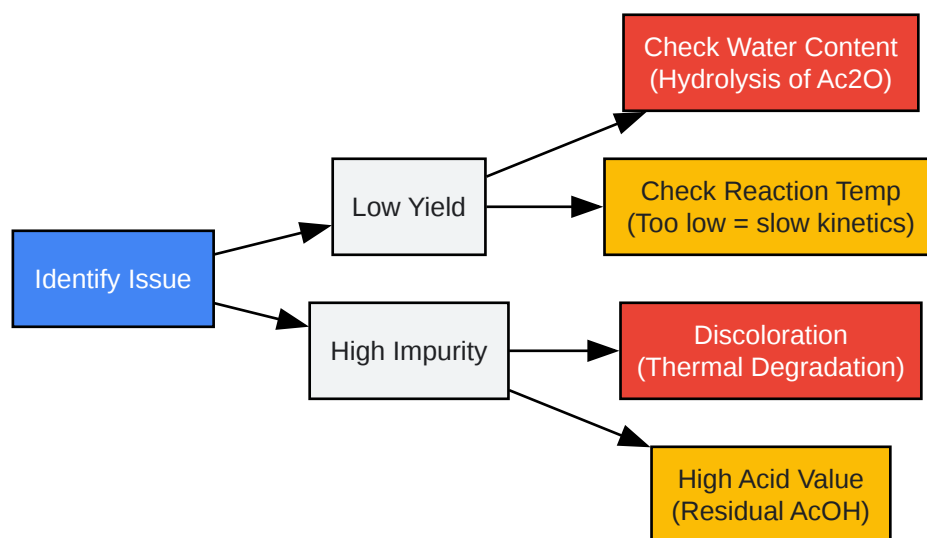 Check Water Content
(Hydrolysis of Ac2O)
Check Reaction Temp
(Too low = slow kinetics)
Low Yield
Identify Issue
High Impurity
Discoloration
(Thermal Degradation)
High Acid Value
(Residual AcOH)